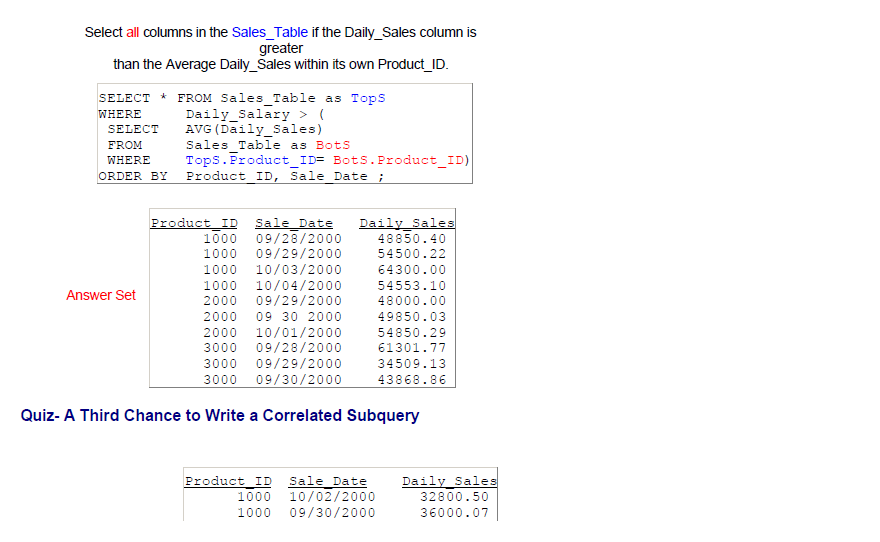 Select all columns in the Sales_Table if the Daily_Sales column is
greater
than the Average Daily_Sales within its own Product_ID.
SELECT * FROM Sales_Table as TopS
WHERE Daily_Salary > (
SELECT AVG(Daily_Sales)
FROM Sales_Table as BotS
WHERE TopS.Product_ID= BotS.Product_ID)
ORDER BY Product_ID, Sale_Date ;
Product_ID Sale_Date Daily_Sales
1000 09/28/2000 48850.40
1000 09/29/2000 54500.22
1000 10/03/2000 64300.00
1000 10/04/2000 54553.10
Answer Set
2000 09/29/2000 48000.00
2000 09 30 2000 49850.03
2000 10/01/2000 54850.29
3000 09/28/2000 61301.77
3000 09/29/2000 34509.13
3000 09/30/2000 43868.86
Quiz- A Third Chance to Write a Correlated Subquery
Product_ID Sale_Date Daily_Sales
1000 10/02/2000 32800.50
1000 09/30/2000 36000.07